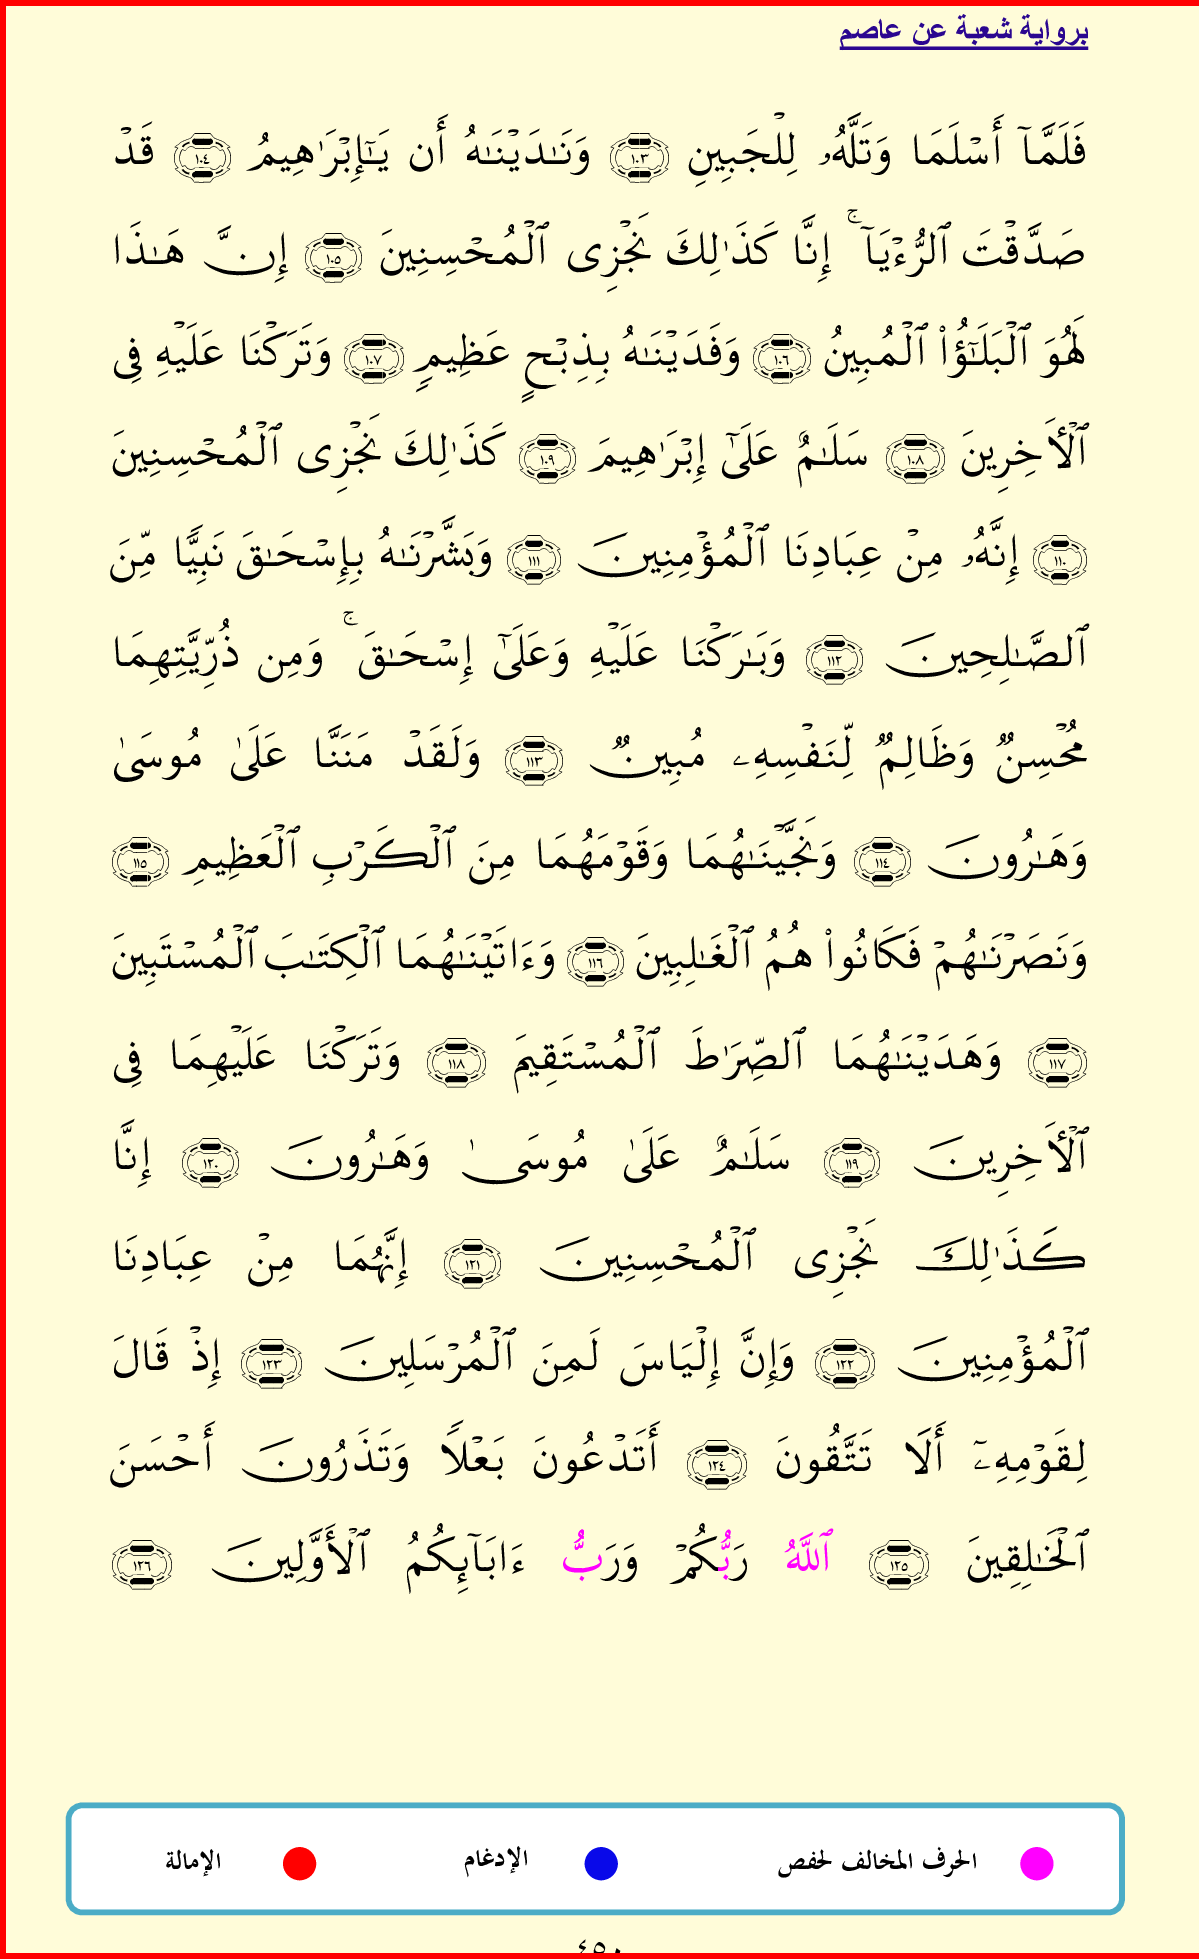 برواية شعبة عن عاصم
فَلَمَّآ أَسْلَمَا وَتَلَّهُۥ لِلْجَبِينِ ١٠٣ وَنَـٰدَيْنَـٰهُ أَن يَـٰٓإِبْرَٰهِيمُ ١٠٤ قَدْ
صَدَّقْتَ ٱلرُّءْيَآ ۚ إِنَّا كَذَٰلِكَ نَجْزِى ٱلْمُحْسِنِينَ ١٠٥ إِنَّ هَـٰذَا
لَهُوَ ٱلْبَلَـٰٓؤُا۟ ٱلْمُبِينُ ١٠٦ وَفَدَيْنَـٰهُ بِذِبْحٍ عَظِيمٍ ١٠٧ وَتَرَكْنَا عَلَيْهِ فِى
ٱلْأَخِرِينَ ١٠٨ سَلَـٰمٌ عَلَىٰٓ إِبْرَٰهِيمَ ١٠٩ كَذَٰلِكَ نَجْزِى ٱلْمُحْسِنِينَ
١١٠ إِنَّهُۥ مِنْ عِبَادِنَا ٱلْمُؤْمِنِينَ ١١١ وَبَشَّرْنَـٰهُ بِإِسْحَـٰقَ نَبِيًّا مِّنَ
ٱلصَّـٰلِحِينَ ١١٢ وَبَـٰرَكْنَا عَلَيْهِ وَعَلَىٰٓ إِسْحَـٰقَ ۚ وَمِن ذُرِّيَّتِهِمَا
مُحْسِنٌ وَظَالِمٌ لِّنَفْسِهِۦ مُبِينٌ ١١٣ وَلَقَدْ مَنَنَّا عَلَىٰ مُوسَىٰ
وَهَـٰرُونَ ١١٤ وَنَجَّيْنَـٰهُمَا وَقَوْمَهُمَا مِنَ ٱلْكَرْبِ ٱلْعَظِيمِ ١١٥
وَنَصَرْنَـٰهُمْ فَكَانُوا۟ هُمُ ٱلْغَـٰلِبِينَ ١١٦ وَءَاتَيْنَـٰهُمَا ٱلْكِتَـٰبَ ٱلْمُسْتَبِينَ
١١٧ وَهَدَيْنَـٰهُمَا ٱلصِّرَٰطَ ٱلْمُسْتَقِيمَ ١١٨ وَتَرَكْنَا عَلَيْهِمَا فِى
ٱلْأَخِرِينَ ١١٩ سَلَـٰمٌ عَلَىٰ مُوسَىٰ وَهَـٰرُونَ ١٢٠ إِنَّا
كَذَٰلِكَ نَجْزِى ٱلْمُحْسِنِينَ ١٢١ إِنَّهُمَا مِنْ عِبَادِنَا
ٱلْمُؤْمِنِينَ ١٢٢ وَإِنَّ إِلْيَاسَ لَمِنَ ٱلْمُرْسَلِينَ ١٢٣ إِذْ قَالَ
لِقَوْمِهِۦٓ أَلَا تَتَّقُونَ ١٢٤ أَتَدْعُونَ بَعْلًا وَتَذَرُونَ أَحْسَنَ
ٱلْخَـٰلِقِينَ ١٢٥ ٱللَّهُ رَبُّكُمْ وَرَبُّ ءَابَآئِكُمُ ٱلْأَوَّلِينَ ١٢٦
الحرف المخالف لحفص الإدغام الإمالة
٤٥٠